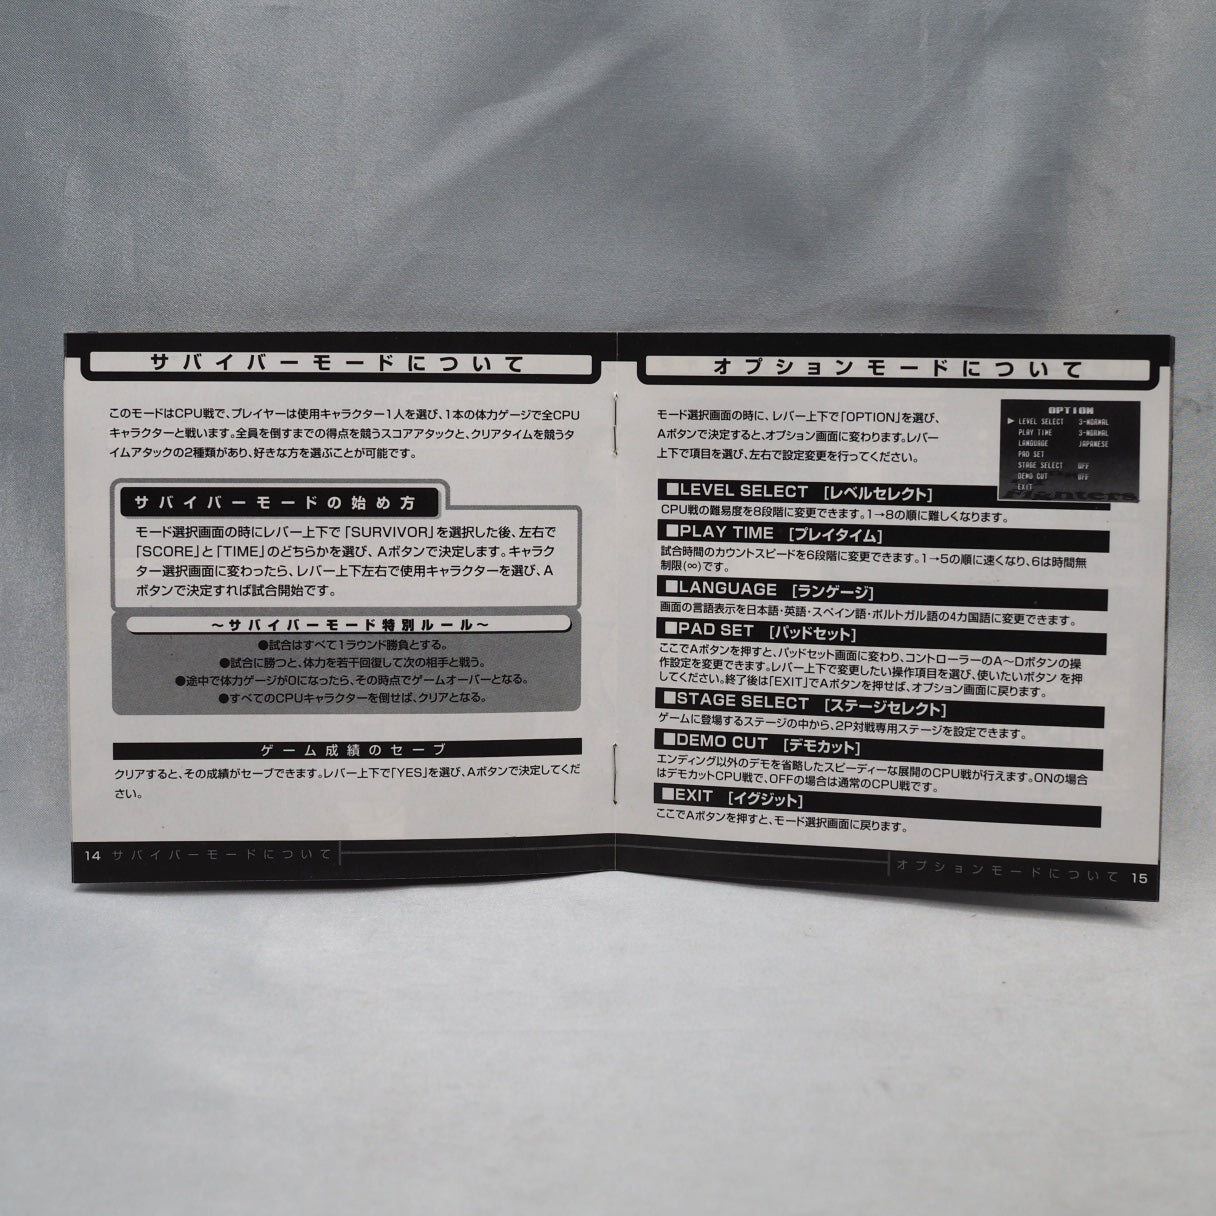 サバイバーモードについて
このモードはCPU戦で、プレイヤーは使用キャラクター1人を選び、1本の体力ゲージで全CPU
キャラクターと戦います。全員を倒すまでの得点を競うスコアアタックと、クリアタイムを競うタ
イムアタックの2種類があり、好きな方を選ぶことが可能です。
サバイバーモードの始め方
モード選択画面の時にレバー上下で「SURVIVOR」を選択した後、左右で
「SCORE」と「TIME」のどちらかを選び、Aボタンで決定します。キャラク
ター選択画面に変わったら、レバー上下左右で使用キャラクターを選び、A
ボタンで決定すれば試合開始です。
～サバイバーモード特別ルール～
●試合はすべて1ラウンド勝負とする。
●試合に勝つと、体力を若干回復して次の相手と戦う。
●途中で体力ゲージが0になったら、その時点でゲームオーバーとなる。
●すべてのCPUキャラクターを倒せば、クリアとなる。
ゲーム成績のセーブ
クリアすると、その成績がセーブできます。レバー上下で「YES」を選び、Aボタンで決定してくだ
さい。
14 サバイバーモードについて
オプションモードについて
モード選択画面の時に、レバー上下で「OPTION」を選び、
Aボタンで決定すると、オプション画面に変わります。レバー
上下で項目を選び、左右で設定変更を行ってください。
OPTION
▶ LEVEL SELECT 3-NORMAL
PLAY TIME 3-NORMAL
LANGUAGE JAPANESE
PAD SET
STAGE SELECT OFF
DEMO CUT OFF
EXIT
Fighters
■LEVEL SELECT [レベルセレクト]
CPU戦の難易度を8段階に変更できます。1→8の順に難しくなります。
■PLAY TIME [プレイタイム]
試合時間のカウントスピードを6段階に変更できます。1→5の順に速くなり、6は時間無
制限(∞)です。
■LANGUAGE [ランゲージ]
画面の言語表示を日本語・英語・スペイン語・ポルトガル語の4カ国語に変更できます。
■PAD SET [パッドセット]
ここでAボタンを押すと、パッドセット画面に変わり、コントローラーのA～Dボタンの操
作設定を変更できます。レバー上下で変更したい操作項目を選び、使いたいボタンを押
してください。終了後は「EXIT」でAボタンを押せば、オプション画面に戻ります。
■STAGE SELECT [ステージセレクト]
ゲームに登場するステージの中から、2P対戦専用ステージを設定できます。
■DEMO CUT [デモカット]
エンディング以外のデモを省略したスピーディーな展開のCPU戦が行えます。ONの場合
はデモカットCPU戦で、OFFの場合は通常のCPU戦です。
■EXIT [イグジット]
ここでAボタンを押すと、モード選択画面に戻ります。
オプションモードについて 15